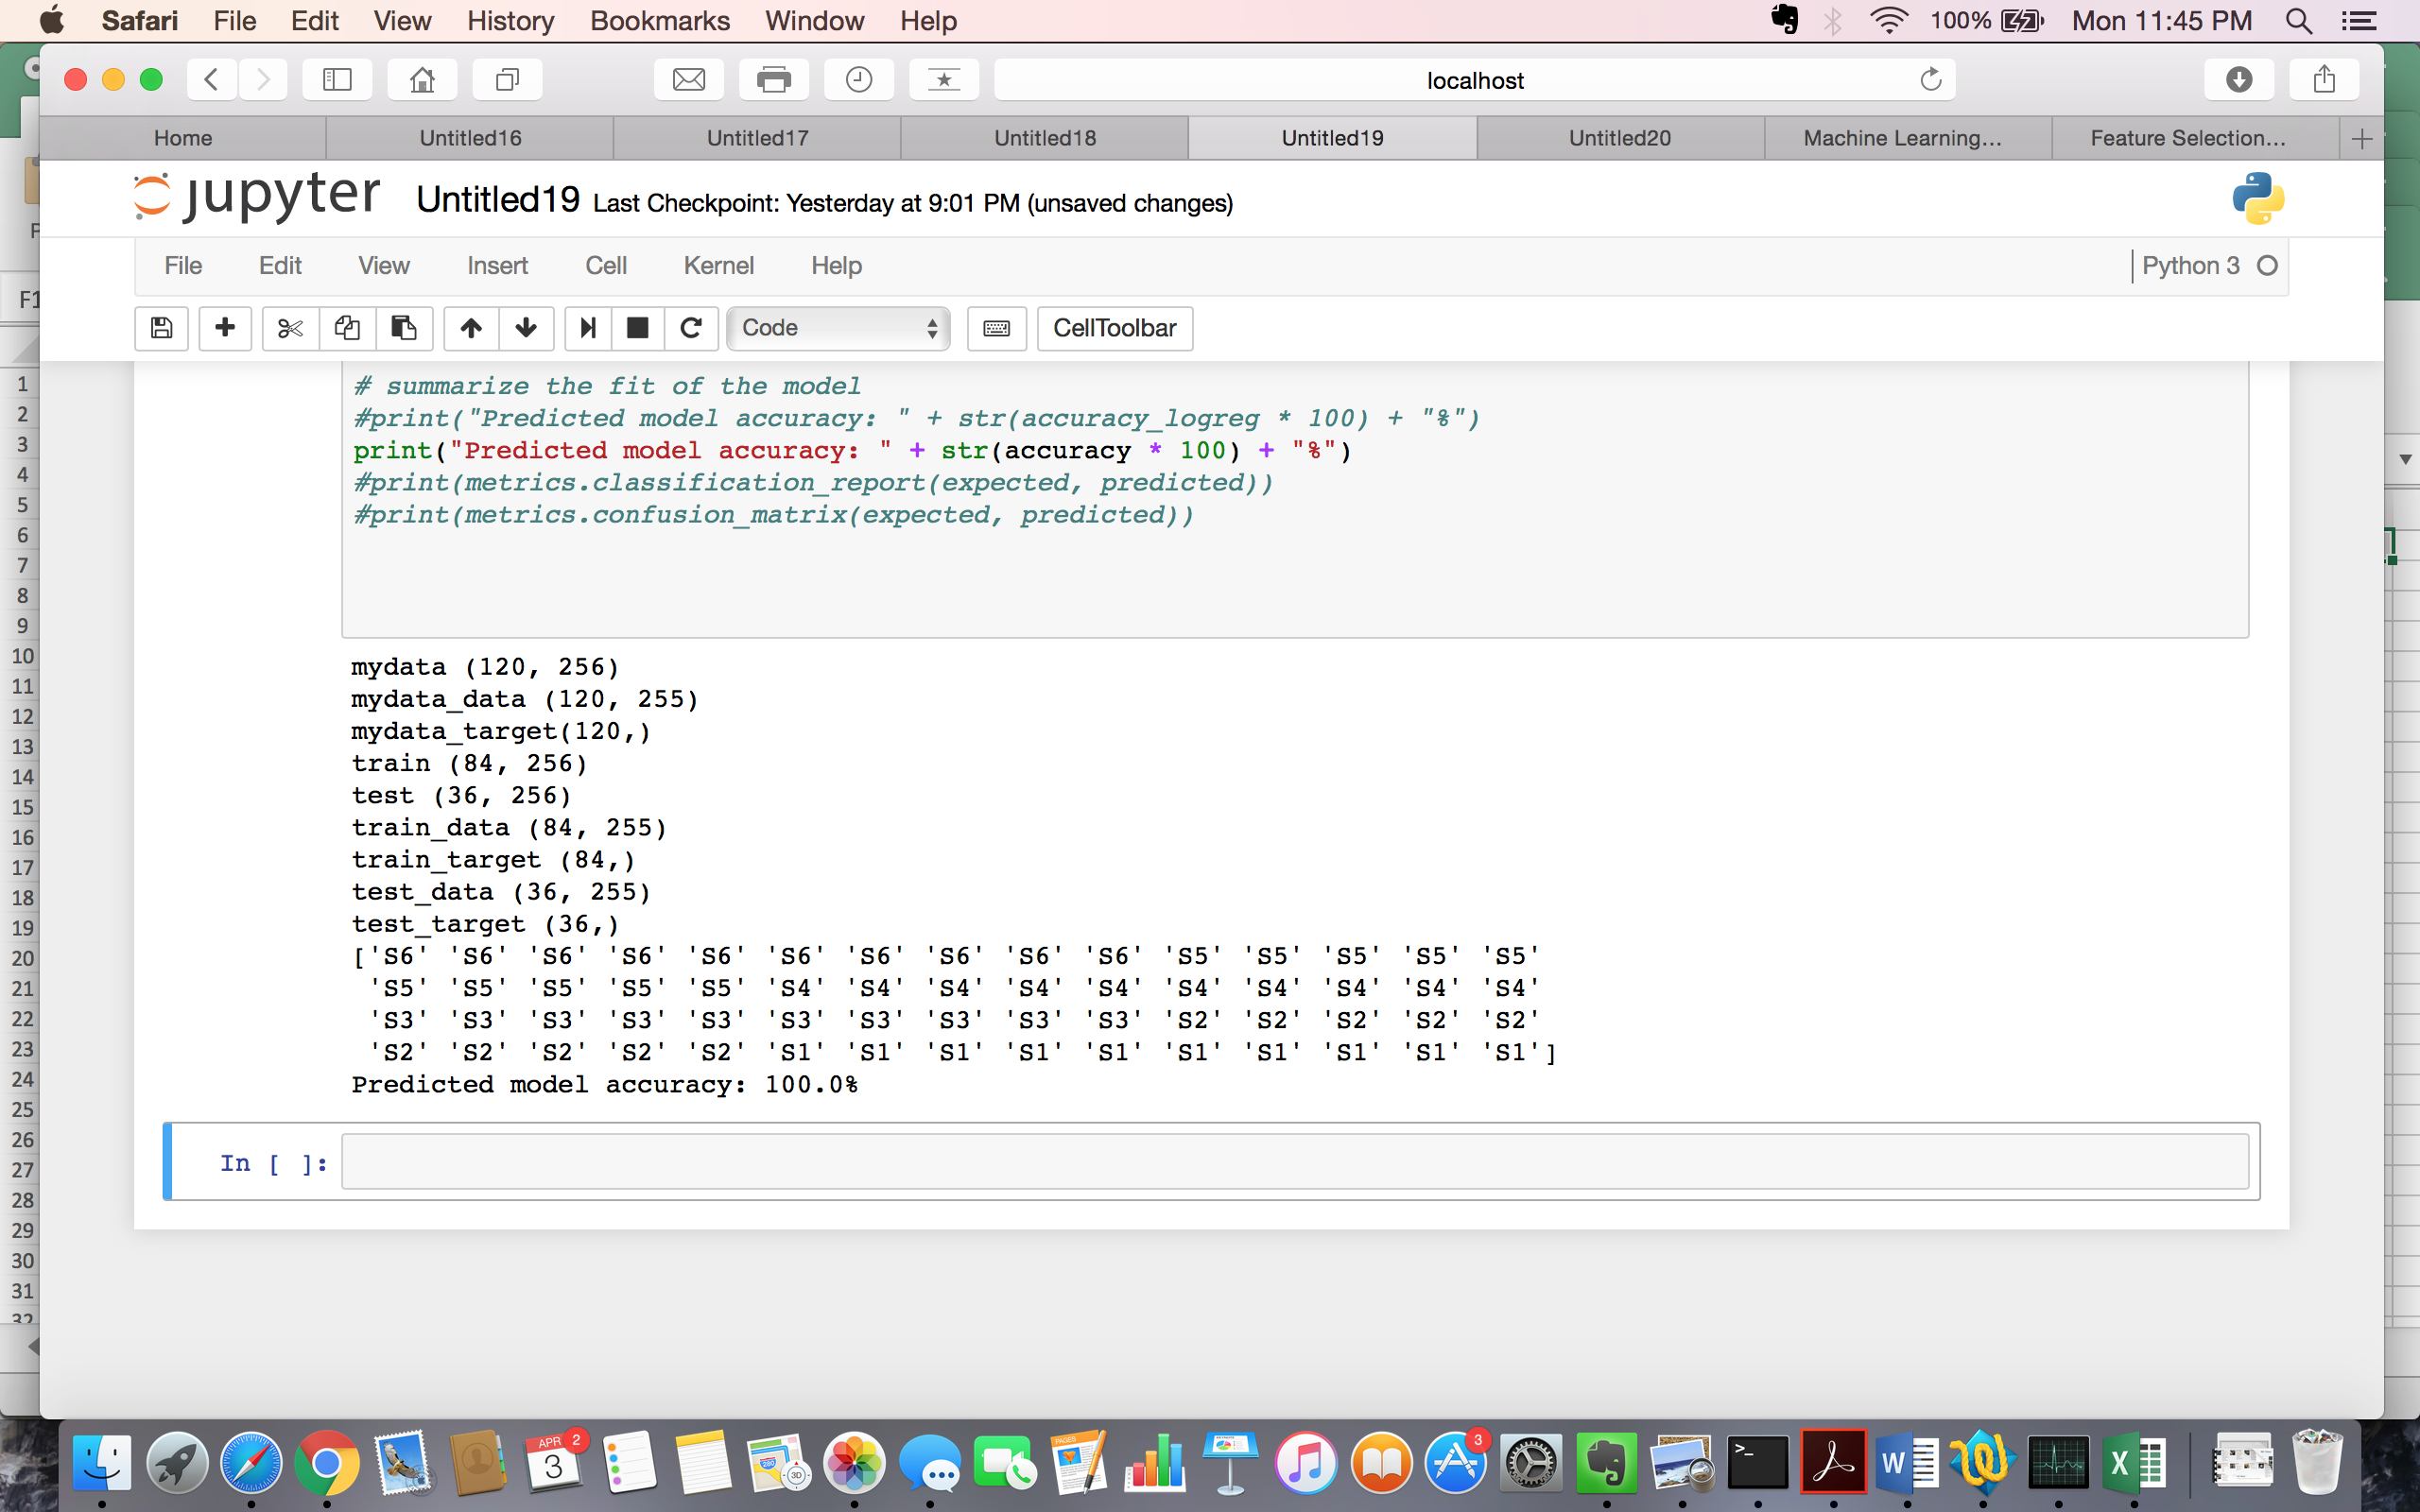 Safari File Edit View History Bookmarks Window Help 100% Mon 11:45 PM
localhost
Home Untitled16 Untitled17 Untitled18 Untitled19 Untitled20 Machine Learning... Feature Selection...
jupyter Untitled19 Last Checkpoint: Yesterday at 9:01 PM (unsaved changes)
File Edit View Insert Cell Kernel Help Python 3
Code CellToolbar
# summarize the fit of the model
#print("Predicted model accuracy: " + str(accuracy_logreg * 100) + "%")
print("Predicted model accuracy: " + str(accuracy * 100) + "%")
#print(metrics.classification_report(expected, predicted))
#print(metrics.confusion_matrix(expected, predicted))
mydata (120, 256)
mydata_data (120, 255)
mydata_target(120,)
train (84, 256)
test (36, 256)
train_data (84, 255)
train_target (84,)
test_data (36, 255)
test_target (36,)
['S6' 'S6' 'S6' 'S6' 'S6' 'S6' 'S6' 'S6' 'S6' 'S6' 'S5' 'S5' 'S5' 'S5' 'S5'
'S5' 'S5' 'S5' 'S5' 'S5' 'S4' 'S4' 'S4' 'S4' 'S4' 'S4' 'S4' 'S4' 'S4' 'S4'
'S3' 'S3' 'S3' 'S3' 'S3' 'S3' 'S3' 'S3' 'S3' 'S3' 'S2' 'S2' 'S2' 'S2' 'S2'
'S2' 'S2' 'S2' 'S2' 'S2' 'S1' 'S1' 'S1' 'S1' 'S1' 'S1' 'S1' 'S1' 'S1' 'S1']
Predicted model accuracy: 100.0%
In [ ]:
F1
1
2
3
4
5
6
7
8
9
10
11
12
13
14
15
16
17
18
19
20
21
22
23
24
25
26
27
28
29
30
31
32
APR 2
3
3D
PAGES
3
>_
W
X